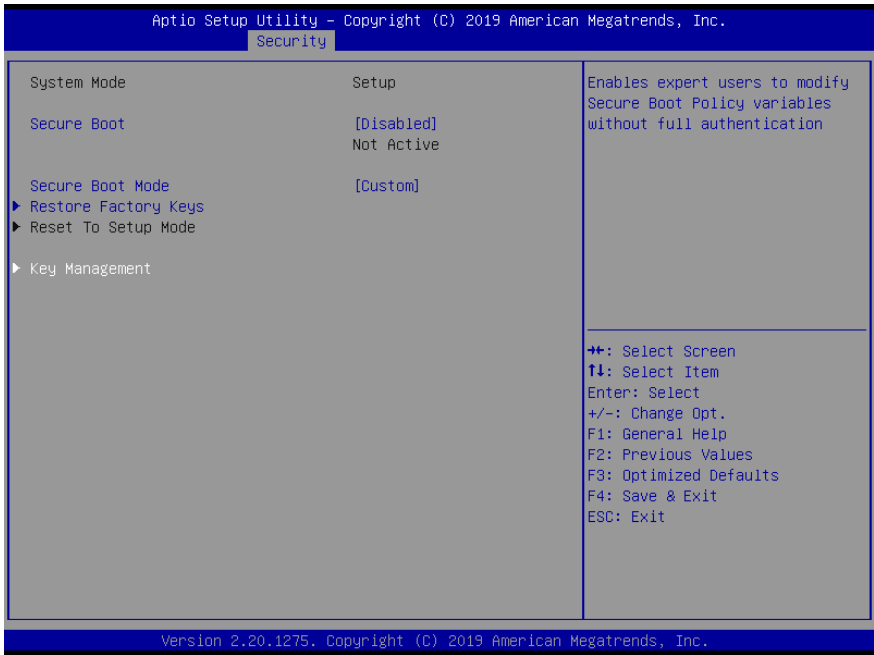 Aptio Setup Utility – Copyright (C) 2019 American Megatrends, Inc.
Security
System Mode Setup
Secure Boot [Disabled]
Not Active
Secure Boot Mode [Custom]
Restore Factory Keys
Reset To Setup Mode
Key Management
Enables expert users to modify
Secure Boot Policy variables
without full authentication
→←: Select Screen
↑↓: Select Item
Enter: Select
+/-: Change Opt.
F1: General Help
F2: Previous Values
F3: Optimized Defaults
F4: Save & Exit
ESC: Exit
Version 2.20.1275. Copyright (C) 2019 American Megatrends, Inc.